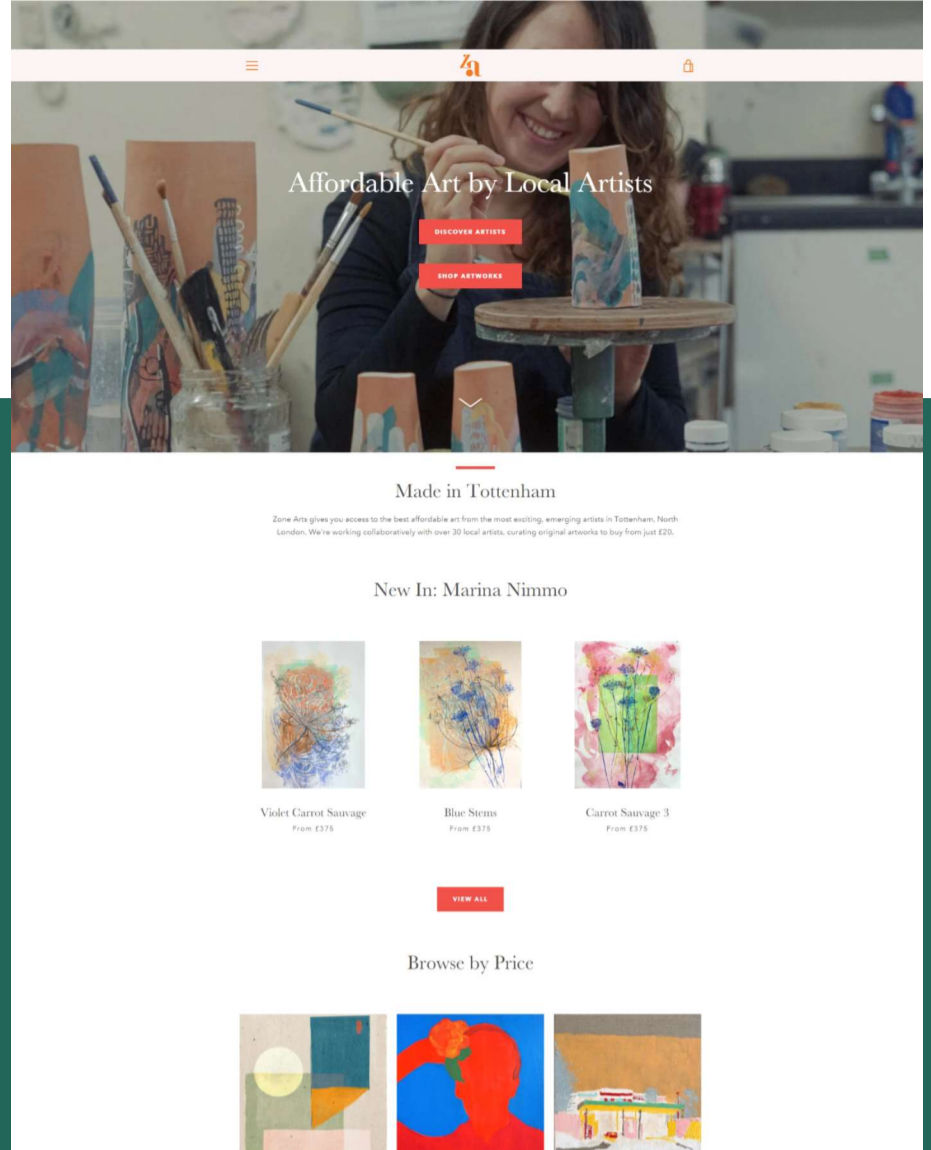 za
Affordable Art by Local Artists
DISCOVER ARTISTS
SHOP ARTWORKS
Made in Tottenham
Zone Arts gives you access to the best affordable art from the most exciting, emerging artists in Tottenham, North
London. We're working collaboratively with over 30 local artists, curating original artworks to buy from just £20.
New In: Marina Nimmo
Violet Carrot Sauvage
Blue Stems
Carrot Sauvage 3
From £375
From £375
From £375
VIEW ALL
Browse by Price